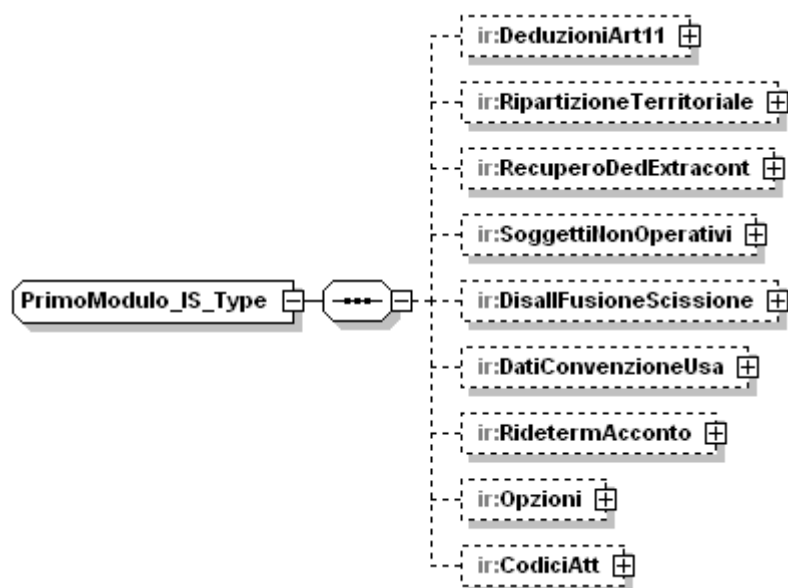 ir:DeduzioniArt11
ir:RipartizioneTerritoriale
ir:RecuperoDedExtracont
ir:SoggettiNonOperativi
PrimoModulo_IS_Type
ir:DisallFusioneScissione
ir:DatiConvenzioneUsa
ir:RidetermAcconto
ir:Opzioni
ir:CodiciAtt